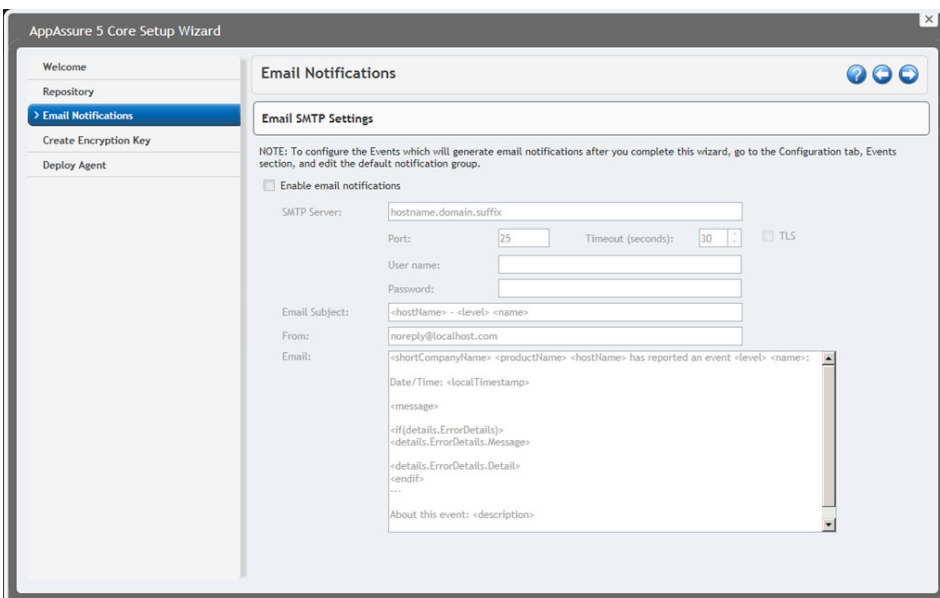 AppAssure 5 Core Setup Wizard
Welcome
Repository
> Email Notifications
Create Encryption Key
Deploy Agent
Email Notifications
?
Email SMTP Settings
NOTE: To configure the Events which will generate email notifications after you complete this wizard, go to the Configuration tab, Events
section, and edit the default notification group.
Enable email notifications
SMTP Server: hostname.domain.suffix
Port: 25 Timeout (seconds): 30 TLS
User name:
Password:
Email Subject: <hostName> - <level> <name>
From: noreply@localhost.com
Email: <shortCompanyName> <productName> <hostName> has reported an event <level> <name>:
Date/Time: <localTimestamp>
<message>
<if(details.ErrorDetails)>
<details.ErrorDetails.Message>
<details.ErrorDetails.Detail>
<endif>
---
About this event: <description>